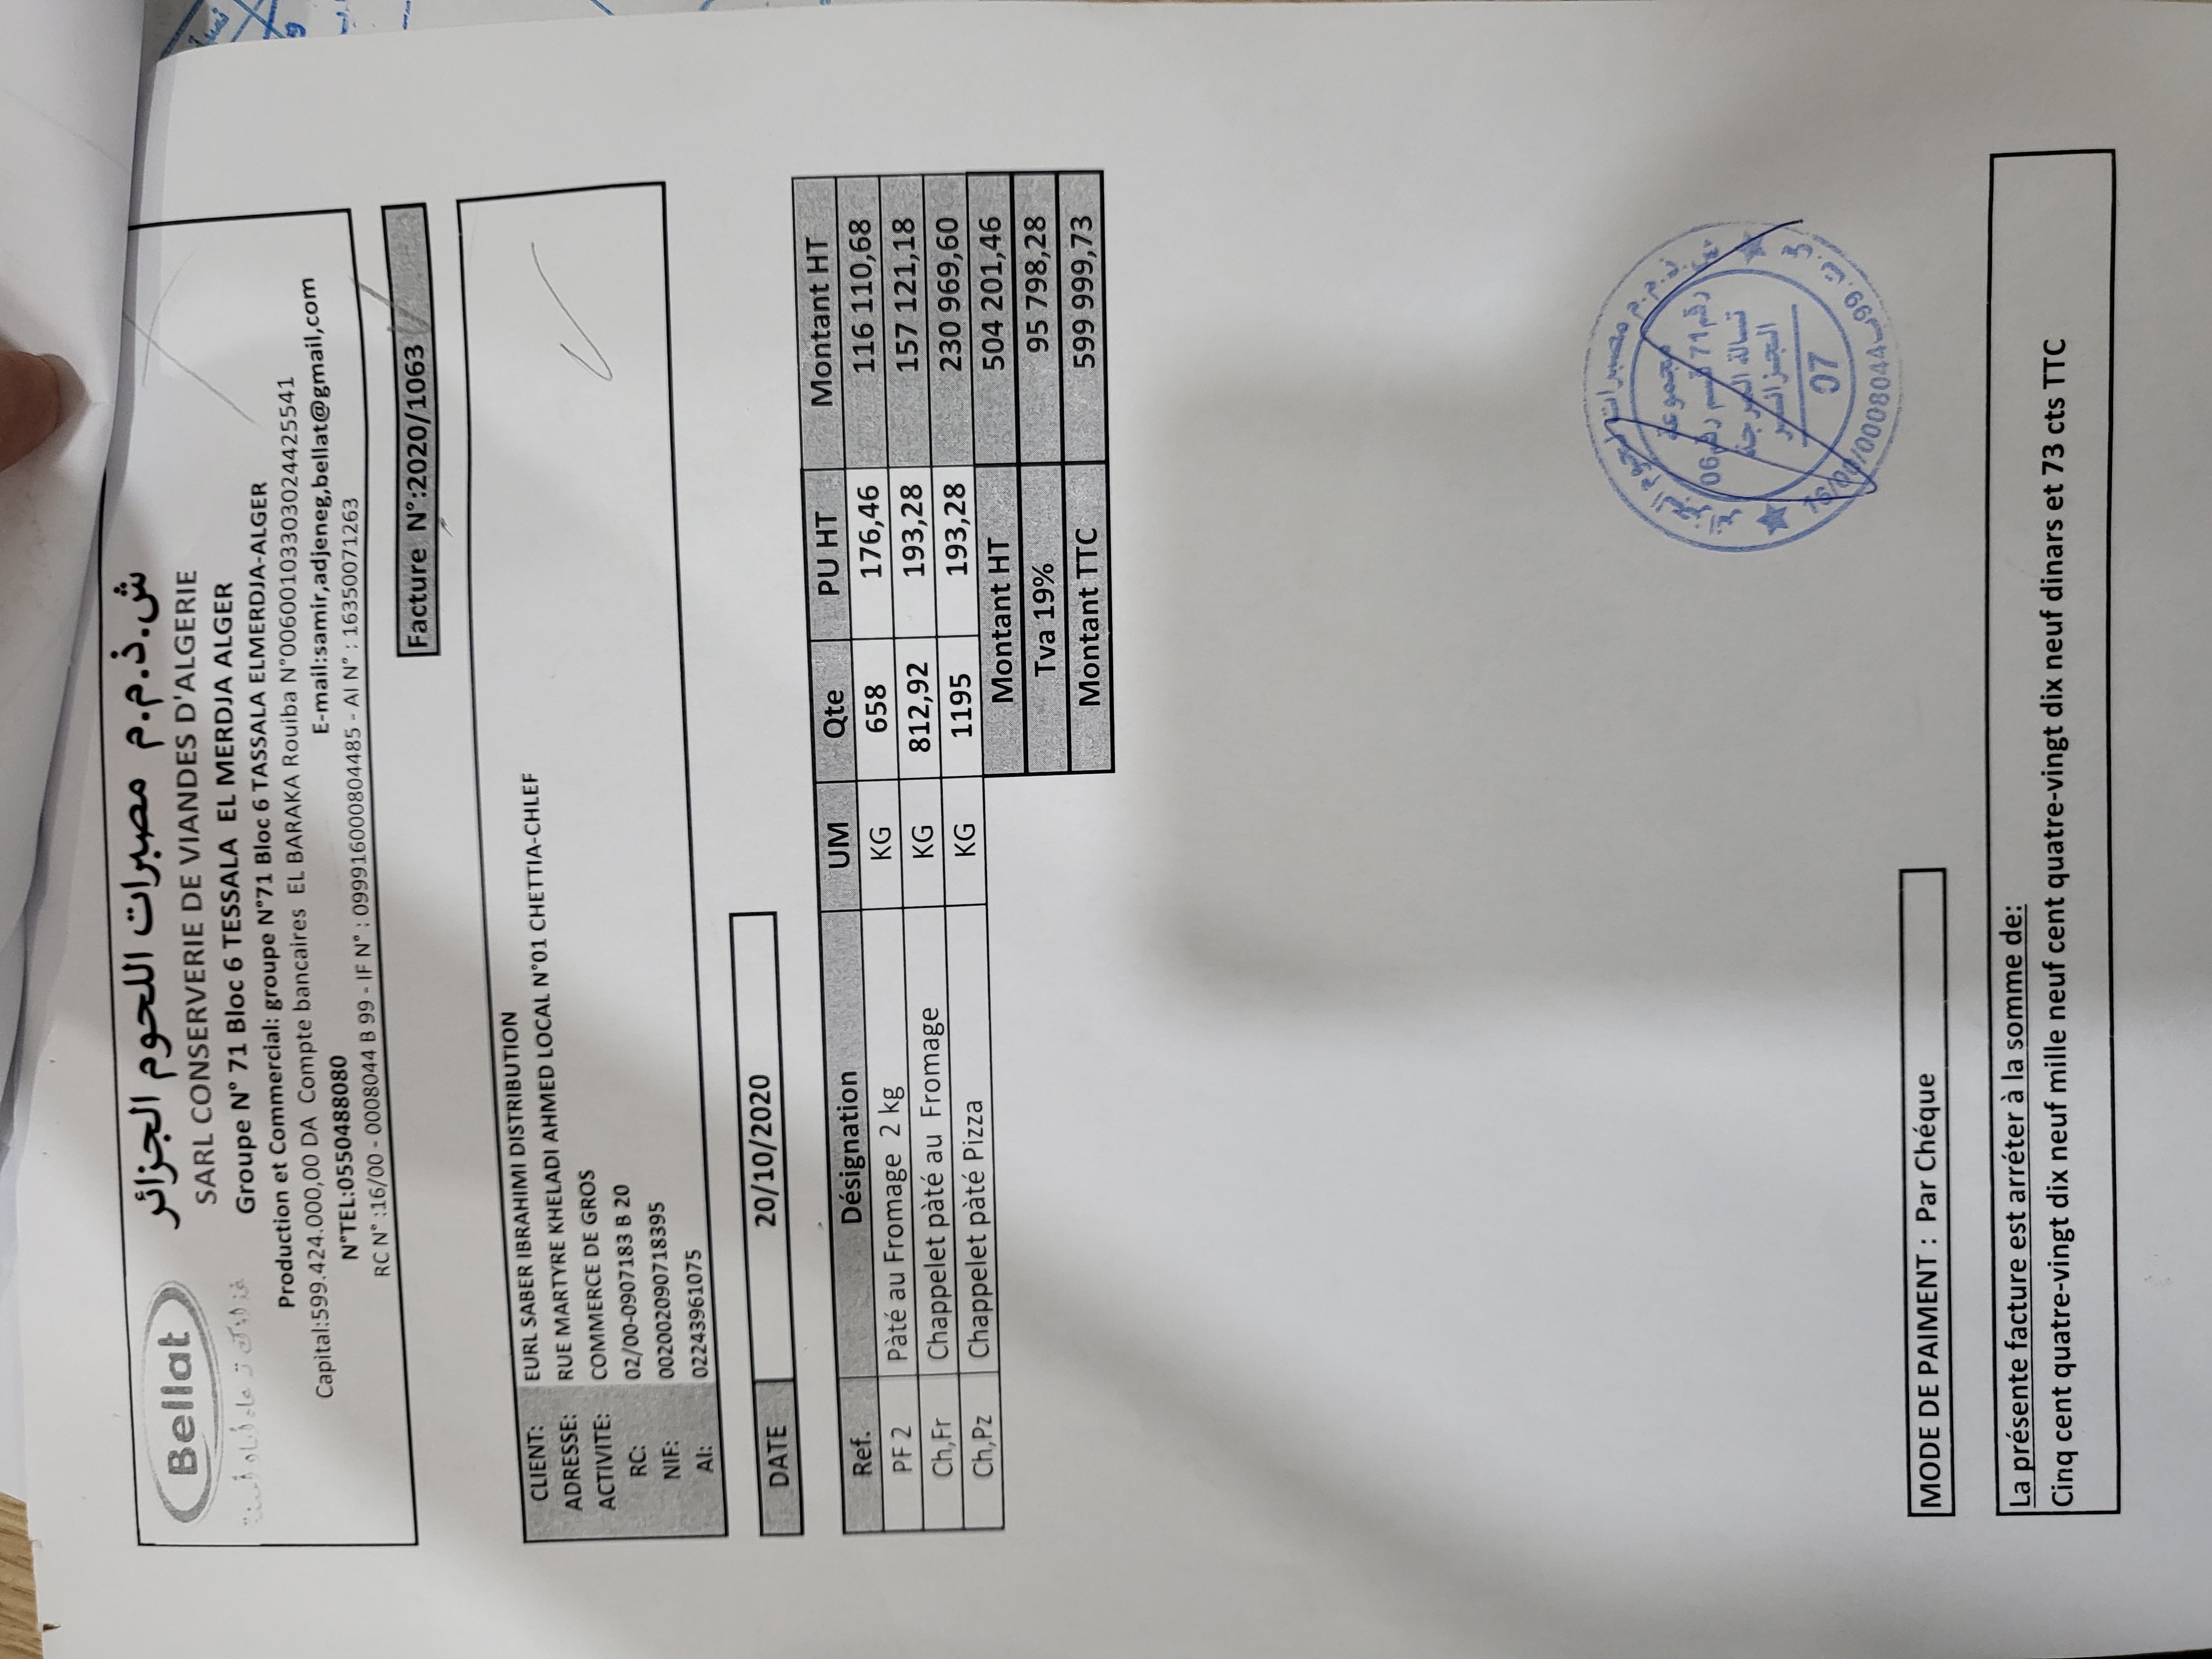 ش.ذ.م.م مصبرات اللحوم الجزائر
Bellat
SARL CONSERVERIE DE VIANDES D'ALGERIE
Groupe N° 71 Bloc 6 TESSALA EL MERDJA ALGER
Production et Commercial: groupe N°71 Bloc 6 TASSALA ELMERDJA-ALGER
Capital:599.424.000,00 DA Compte bancaires EL BARAKA Rouiba N°00600103303024425541
N°TEL:0550488080 E-mail:samir,adjeneg,bellat@gmail,com
RC N° :16/00 - 0008044 B 99 - IF N° : 099916000804485 - AI N° : 16350071263
Facture N°:2020/1063
CLIENT: EURL SABER IBRAHIMI DISTRIBUTION
ADRESSE: RUE MARTYRE KHELADI AHMED LOCAL N°01 CHETTIA-CHLEF
ACTIVITE: COMMERCE DE GROS
RC: 02/00-0907183 B 20
NIF: 002002090718395
AI: 02243961075
DATE 20/10/2020
Ref. Désignation UM Qte PU HT Montant HT
PF 2 Pàté au Fromage 2 kg KG 658 176,46 116 110,68
Ch,Fr Chappelet pàté au Fromage KG 812,92 193,28 157 121,18
Ch,Pz Chappelet pàté Pizza KG 1195 193,28 230 969,60
Montant HT 504 201,46
Tva 19% 95 798,28
Montant TTC 599 999,73
ش.ذ.م.م مصبرات لحوم الجزائر
مجموعة
رقم 71 قسم رقم 06
تسالة المرجة
الجزائر
07
س.ت.99ب16/00/0008044
MODE DE PAIMENT : Par Chéque
La présente facture est arréter à la somme de:
Cinq cent quatre-vingt dix neuf mille neuf cent quatre-vingt dix neuf dinars et 73 cts TTC